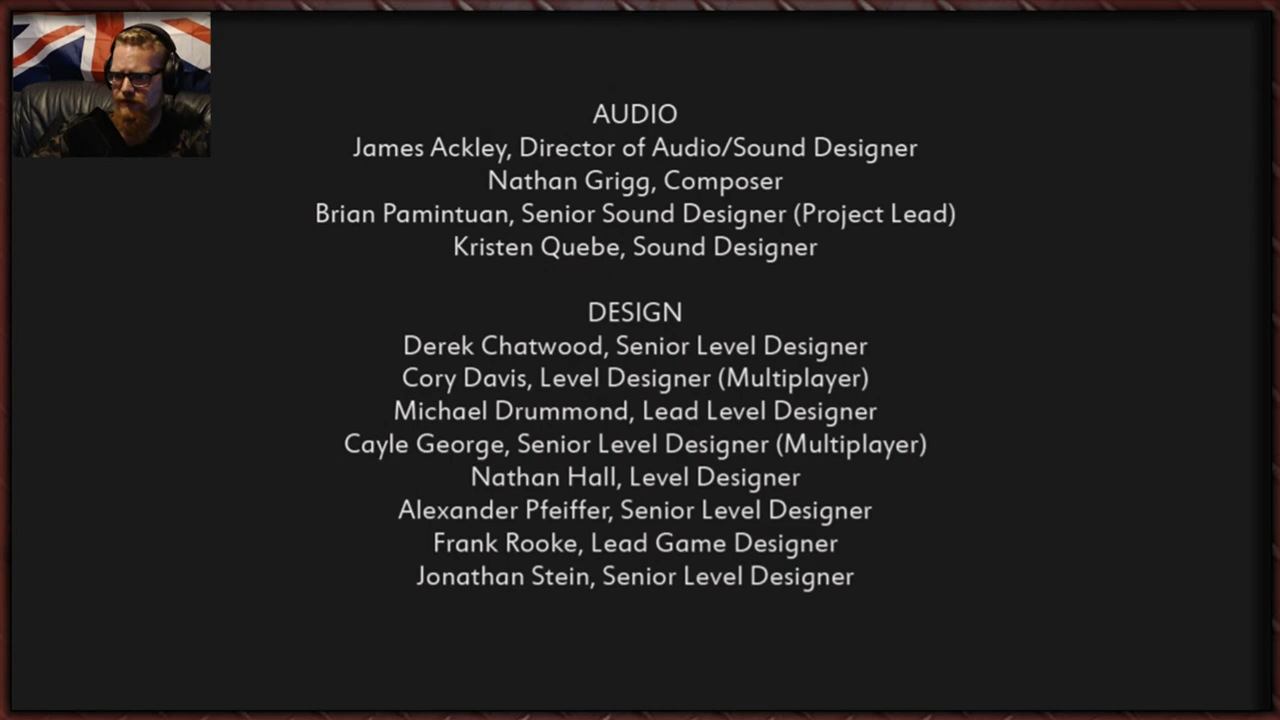 AUDIO
James Ackley, Director of Audio/Sound Designer
Nathan Grigg, Composer
Brian Pamintuan, Senior Sound Designer (Project Lead)
Kristen Quebe, Sound Designer
DESIGN
Derek Chatwood, Senior Level Designer
Cory Davis, Level Designer (Multiplayer)
Michael Drummond, Lead Level Designer
Cayle George, Senior Level Designer (Multiplayer)
Nathan Hall, Level Designer
Alexander Pfeiffer, Senior Level Designer
Frank Rooke, Lead Game Designer
Jonathan Stein, Senior Level Designer